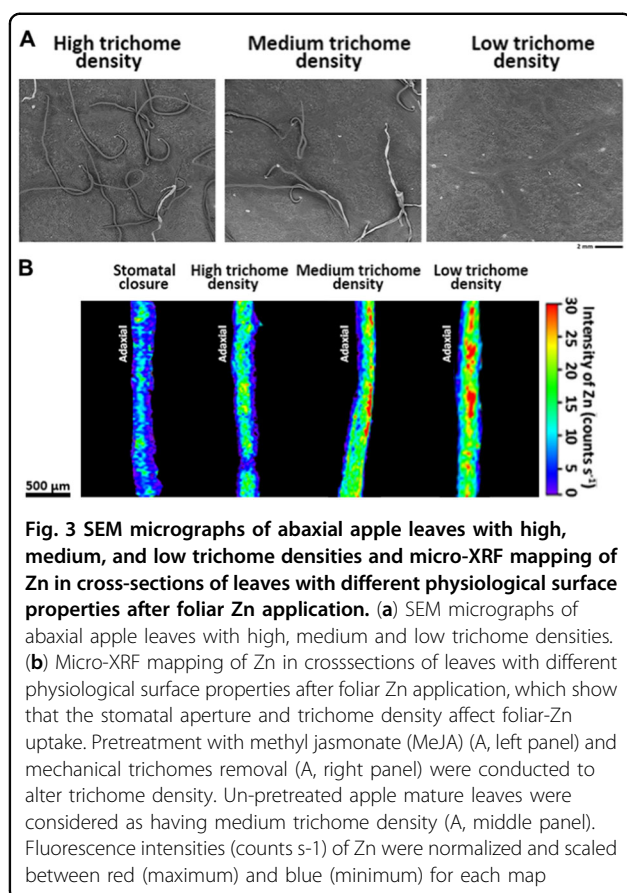 A
High trichome density
Medium trichome density
Low trichome density
2 mm
B
Stomatal closure
High trichome density
Medium trichome density
Low trichome density
Adaxial
Adaxial
Adaxial
Adaxial
30
25
20
15
10
5
0
Intensity of Zn (counts s⁻¹)
500 µm
Fig. 3 SEM micrographs of abaxial apple leaves with high,
medium, and low trichome densities and micro-XRF mapping of
Zn in cross-sections of leaves with different physiological surface
properties after foliar Zn application. (a) SEM micrographs of
abaxial apple leaves with high, medium and low trichome densities.
(b) Micro-XRF mapping of Zn in crosssections of leaves with different
physiological surface properties after foliar Zn application, which show
that the stomatal aperture and trichome density affect foliar-Zn
uptake. Pretreatment with methyl jasmonate (MeJA) (A, left panel) and
mechanical trichomes removal (A, right panel) were conducted to
alter trichome density. Un-pretreated apple mature leaves were
considered as having medium trichome density (A, middle panel).
Fluorescence intensities (counts s-1) of Zn were normalized and scaled
between red (maximum) and blue (minimum) for each map